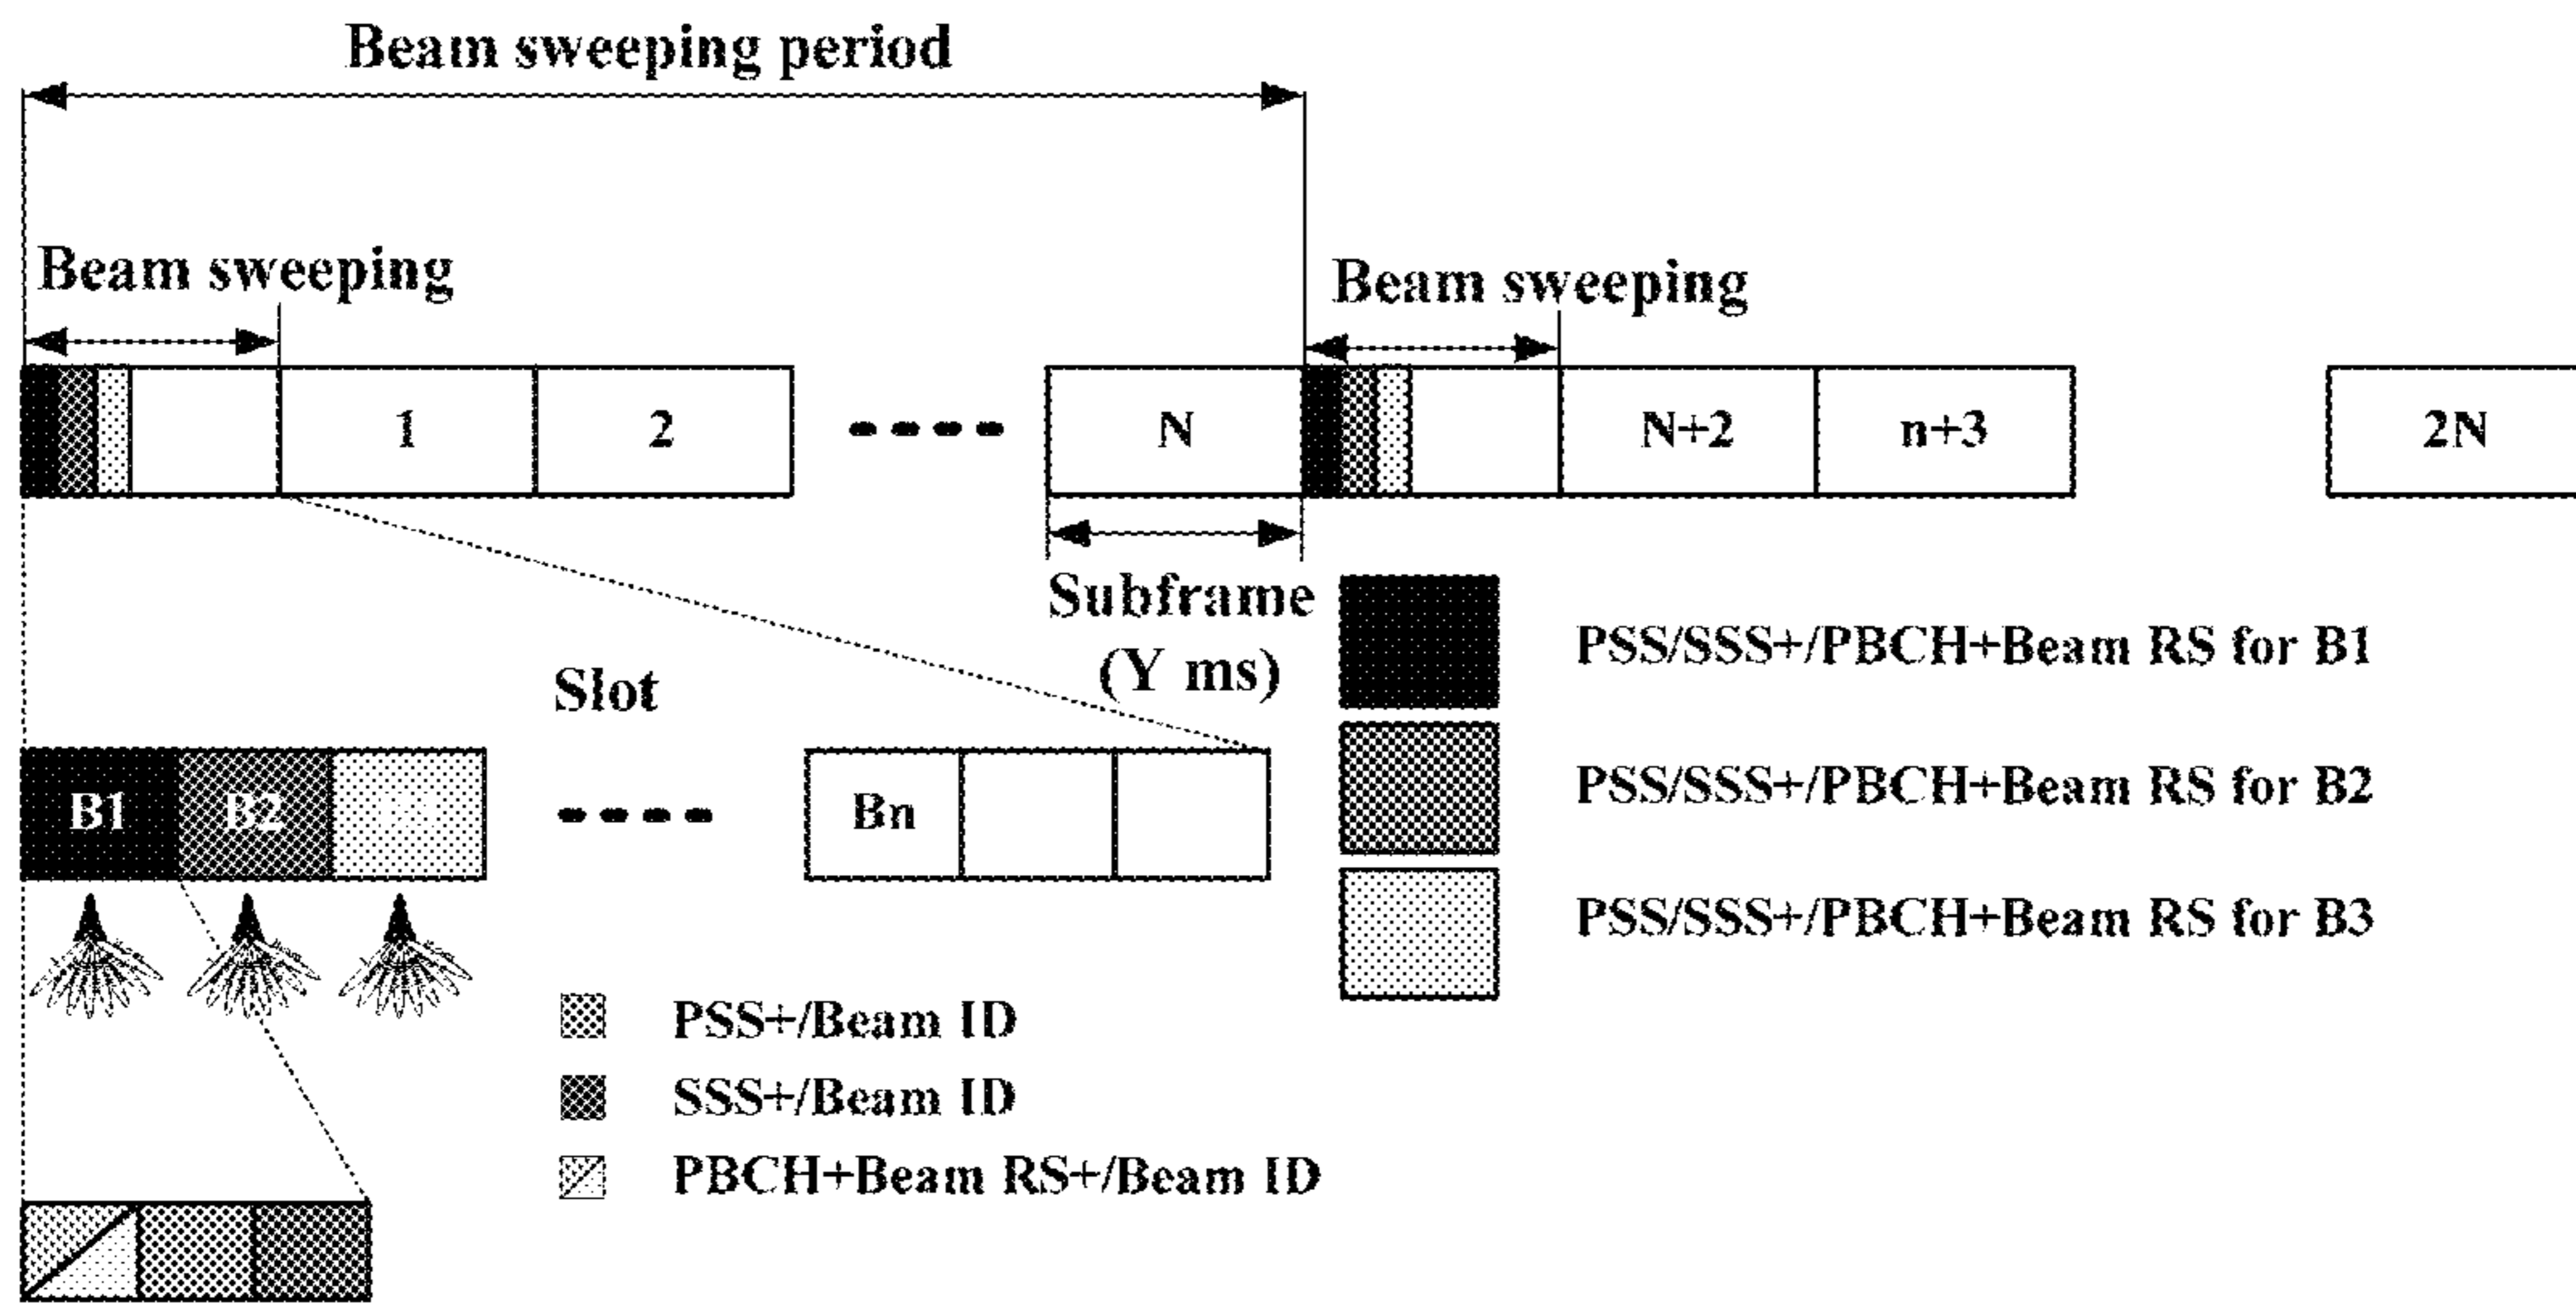 Beam sweeping period
Beam sweeping
Beam sweeping
1
2
N
N+2
n+3
2N
Subframe
(Y ms)
Slot
PSS/SSS+/PBCH+Beam RS for B1
PSS/SSS+/PBCH+Beam RS for B2
PSS/SSS+/PBCH+Beam RS for B3
B1
B2
Bn
PSS+/Beam ID
SSS+/Beam ID
PBCH+Beam RS+/Beam ID